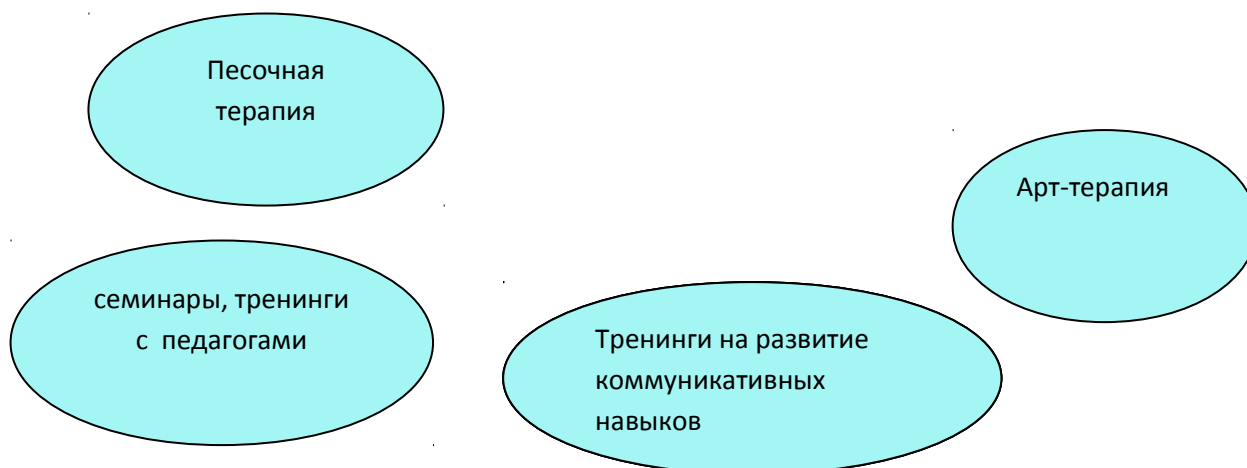 Песочная
терапия
Арт-терапия
семинары, тренинги
с  педагогами
Тренинги на развитие
коммуникативных
навыков